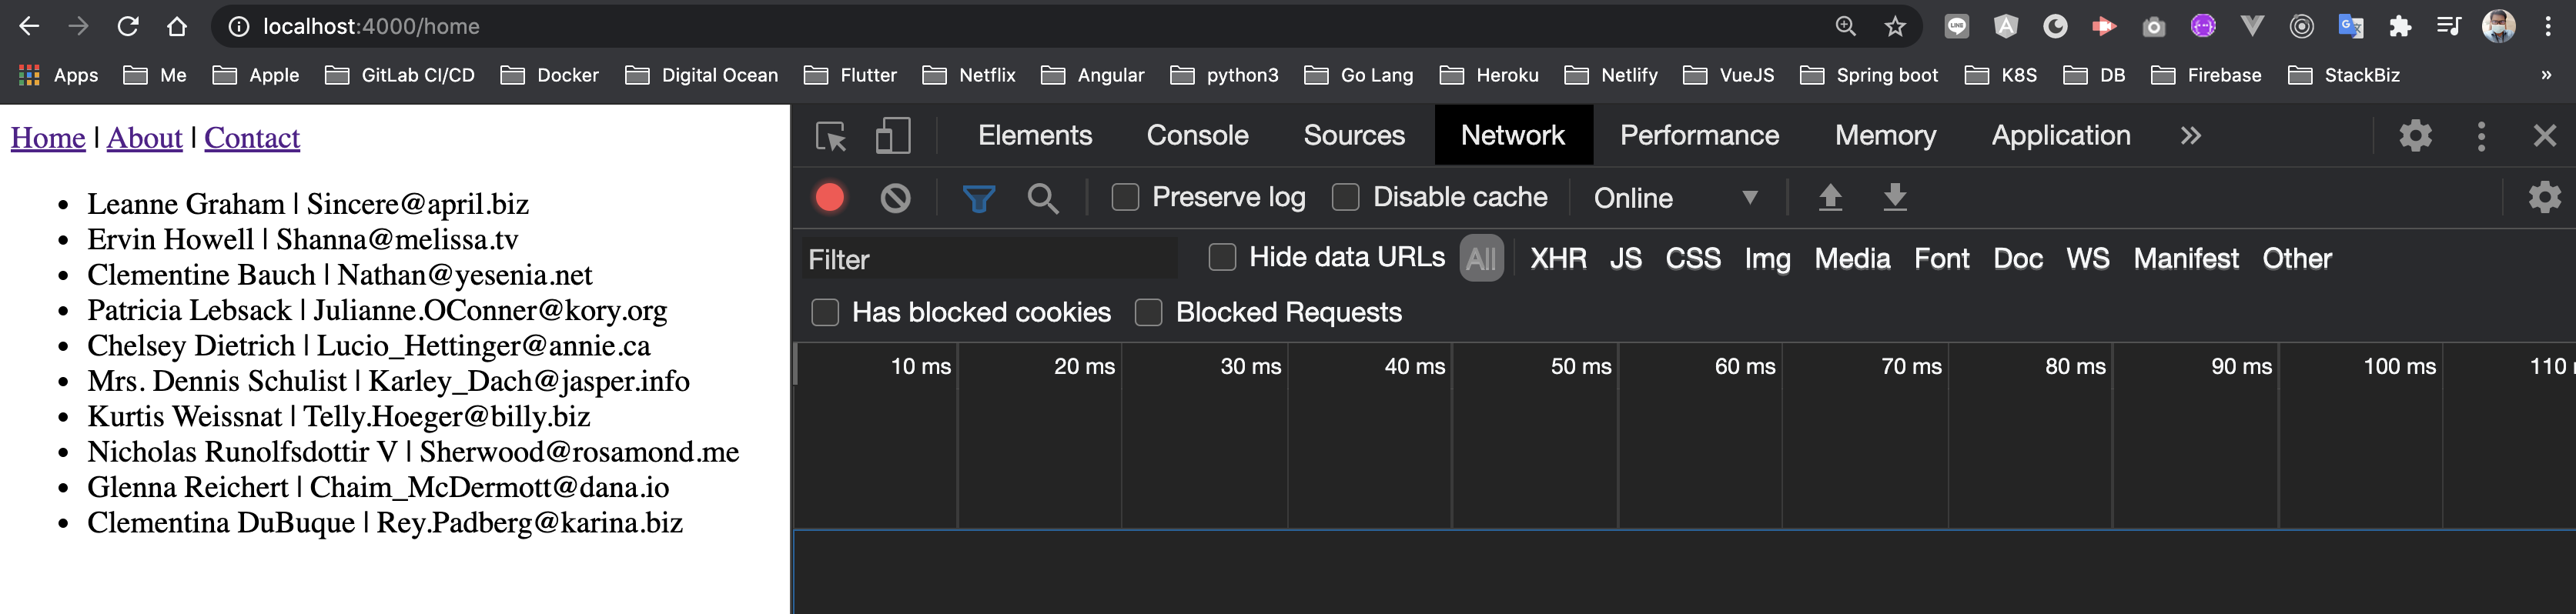 localhost:4000/home
Apps Me Apple GitLab CI/CD Docker Digital Ocean Flutter Netflix Angular python3 Go Lang Heroku Netlify VueJS Spring boot K8S DB Firebase StackBiz »
Home | About | Contact
• Leanne Graham | Sincere@april.biz
• Ervin Howell | Shanna@melissa.tv
• Clementine Bauch | Nathan@yesenia.net
• Patricia Lebsack | Julianne.OConner@kory.org
• Chelsey Dietrich | Lucio_Hettinger@annie.ca
• Mrs. Dennis Schulist | Karley_Dach@jasper.info
• Kurtis Weissnat | Telly.Hoeger@billy.biz
• Nicholas Runolfsdottir V | Sherwood@rosamond.me
• Glenna Reichert | Chaim_McDermott@dana.io
• Clementina DuBuque | Rey.Padberg@karina.biz
Elements Console Sources Network Performance Memory Application »
Preserve log Disable cache Online
Filter Hide data URLs All XHR JS CSS Img Media Font Doc WS Manifest Other
Has blocked cookies Blocked Requests
10 ms 20 ms 30 ms 40 ms 50 ms 60 ms 70 ms 80 ms 90 ms 100 ms 110